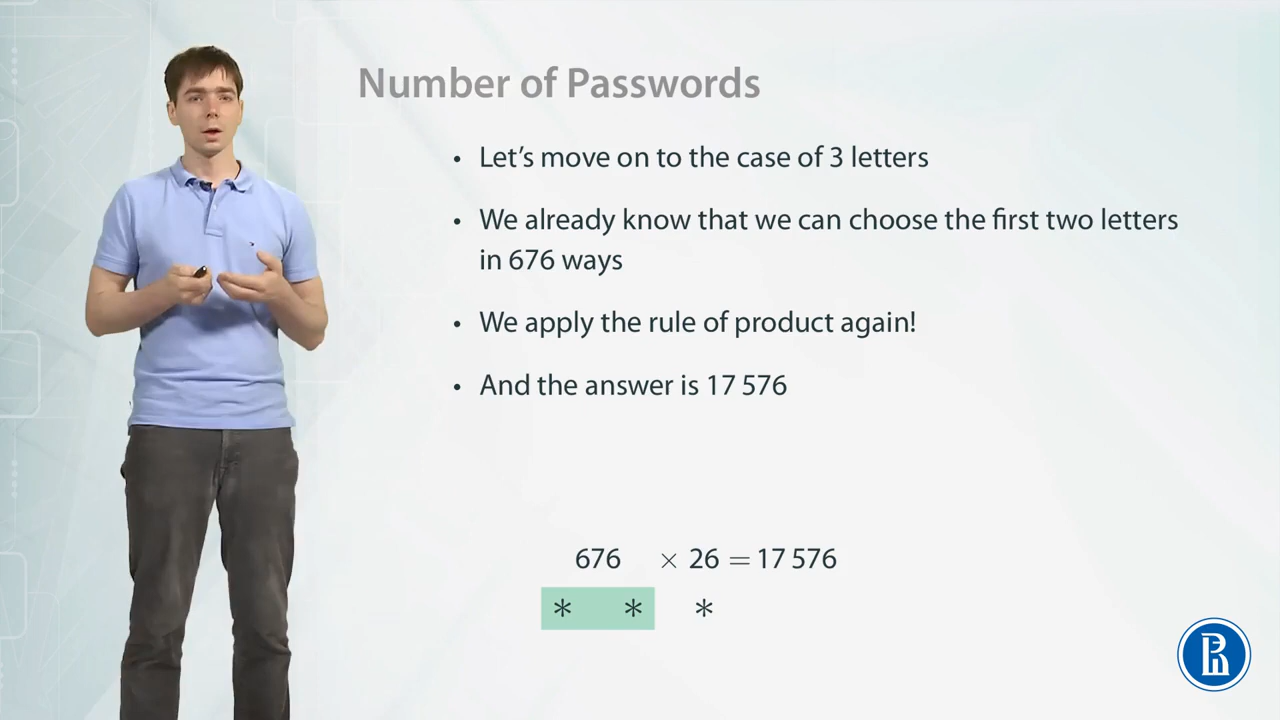 Number of Passwords
• Let’s move on to the case of 3 letters
• We already know that we can choose the first two letters
in 676 ways
• We apply the rule of product again!
• And the answer is 17 576
676 × 26 = 17 576
* * *